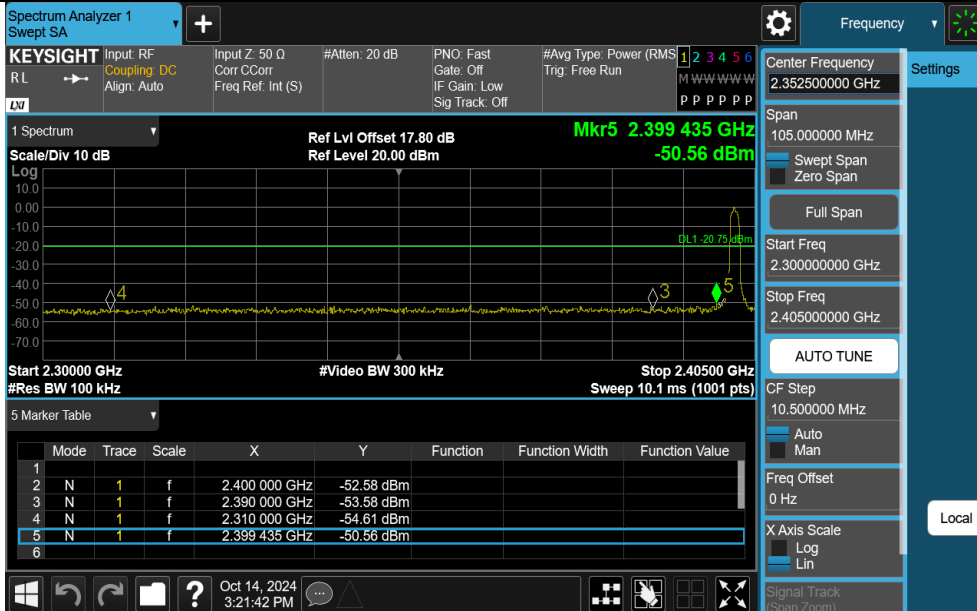 Spectrum Analyzer 1
Swept SA
+
Frequency
KEYSIGHT
RL
LXI
Input: RF
Coupling: DC
Align: Auto
Input Z: 50 Ω
Corr CCorr
Freq Ref: Int (S)
#Atten: 20 dB
PNO: Fast
Gate: Off
IF Gain: Low
Sig Track: Off
#Avg Type: Power (RMS
Trig: Free Run
1 2 3 4 5 6
M W W W W W
P P P P P P
1 Spectrum
Scale/Div 10 dB
Ref Lvl Offset 17.80 dB
Ref Level 20.00 dBm
Mkr5 2.399 435 GHz
-50.56 dBm
Log
10.0
0.00
-10.0
-20.0
-30.0
-40.0
-50.0
-60.0
-70.0
DL1 -20.75 dBm
4
3
5
Start 2.30000 GHz
#Video BW 300 kHz
Stop 2.40500 GHz
#Res BW 100 kHz
Sweep 10.1 ms (1001 pts)
5 Marker Table
Mode Trace Scale X Y Function Function Width Function Value
1
2 N 1 f 2.400 000 GHz -52.58 dBm
3 N 1 f 2.390 000 GHz -53.58 dBm
4 N 1 f 2.310 000 GHz -54.61 dBm
5 N 1 f 2.399 435 GHz -50.56 dBm
6
?
Oct 14, 2024
3:21:42 PM
Center Frequency
2.352500000 GHz
Span
105.000000 MHz
Swept Span
Zero Span
Full Span
Start Freq
2.300000000 GHz
Stop Freq
2.405000000 GHz
AUTO TUNE
CF Step
10.500000 MHz
Auto
Man
Freq Offset
0 Hz
X Axis Scale
Log
Lin
Signal Track
(Span Zoom)
Settings
Local